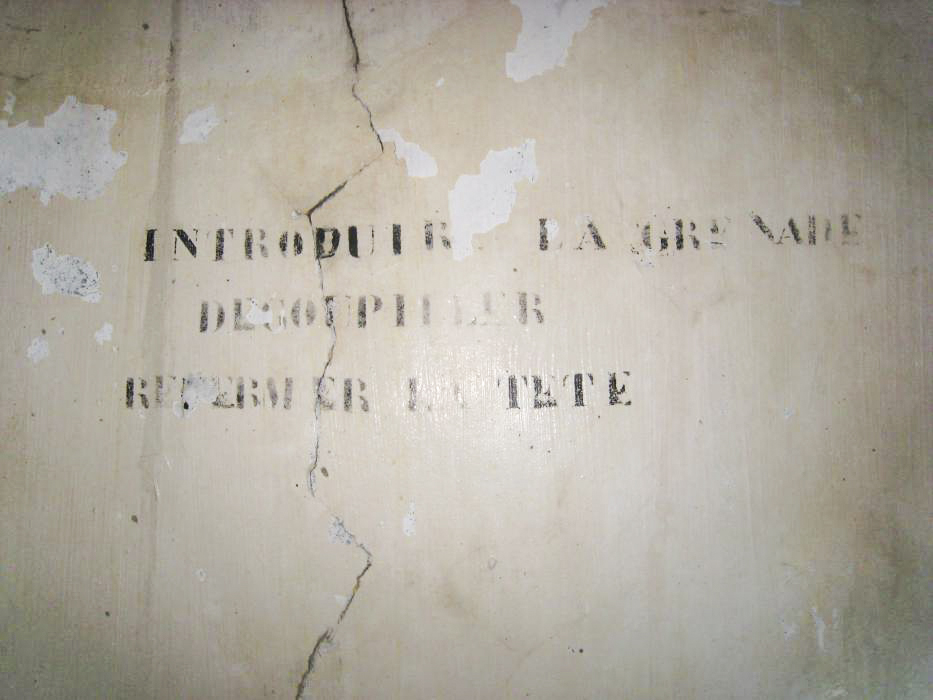 INTRODUIRE LA GRENADE
DEGOUPILLER
REFERMER LA TETE